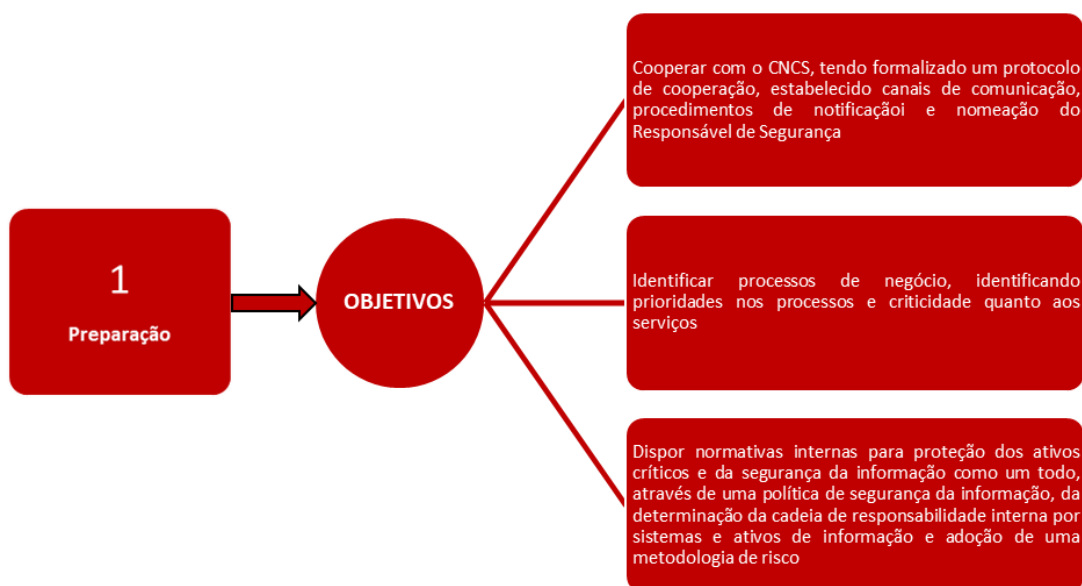 1
Preparação
OBJETIVOS
Cooperar com o CNCS, tendo formalizado um protocolo
de cooperação, estabelecido canais de comunicação,
procedimentos de notificaçãoi e nomeação do
Responsável de Segurança
Identificar processos de negócio, identificando
prioridades nos processos e criticidade quanto aos
serviços
Dispor normativas internas para proteção dos ativos
críticos e da segurança da informação como um todo,
através de uma política de segurança da informação, da
determinação da cadeia de responsabilidade interna por
sistemas e ativos de informação e adoção de uma
metodologia de risco